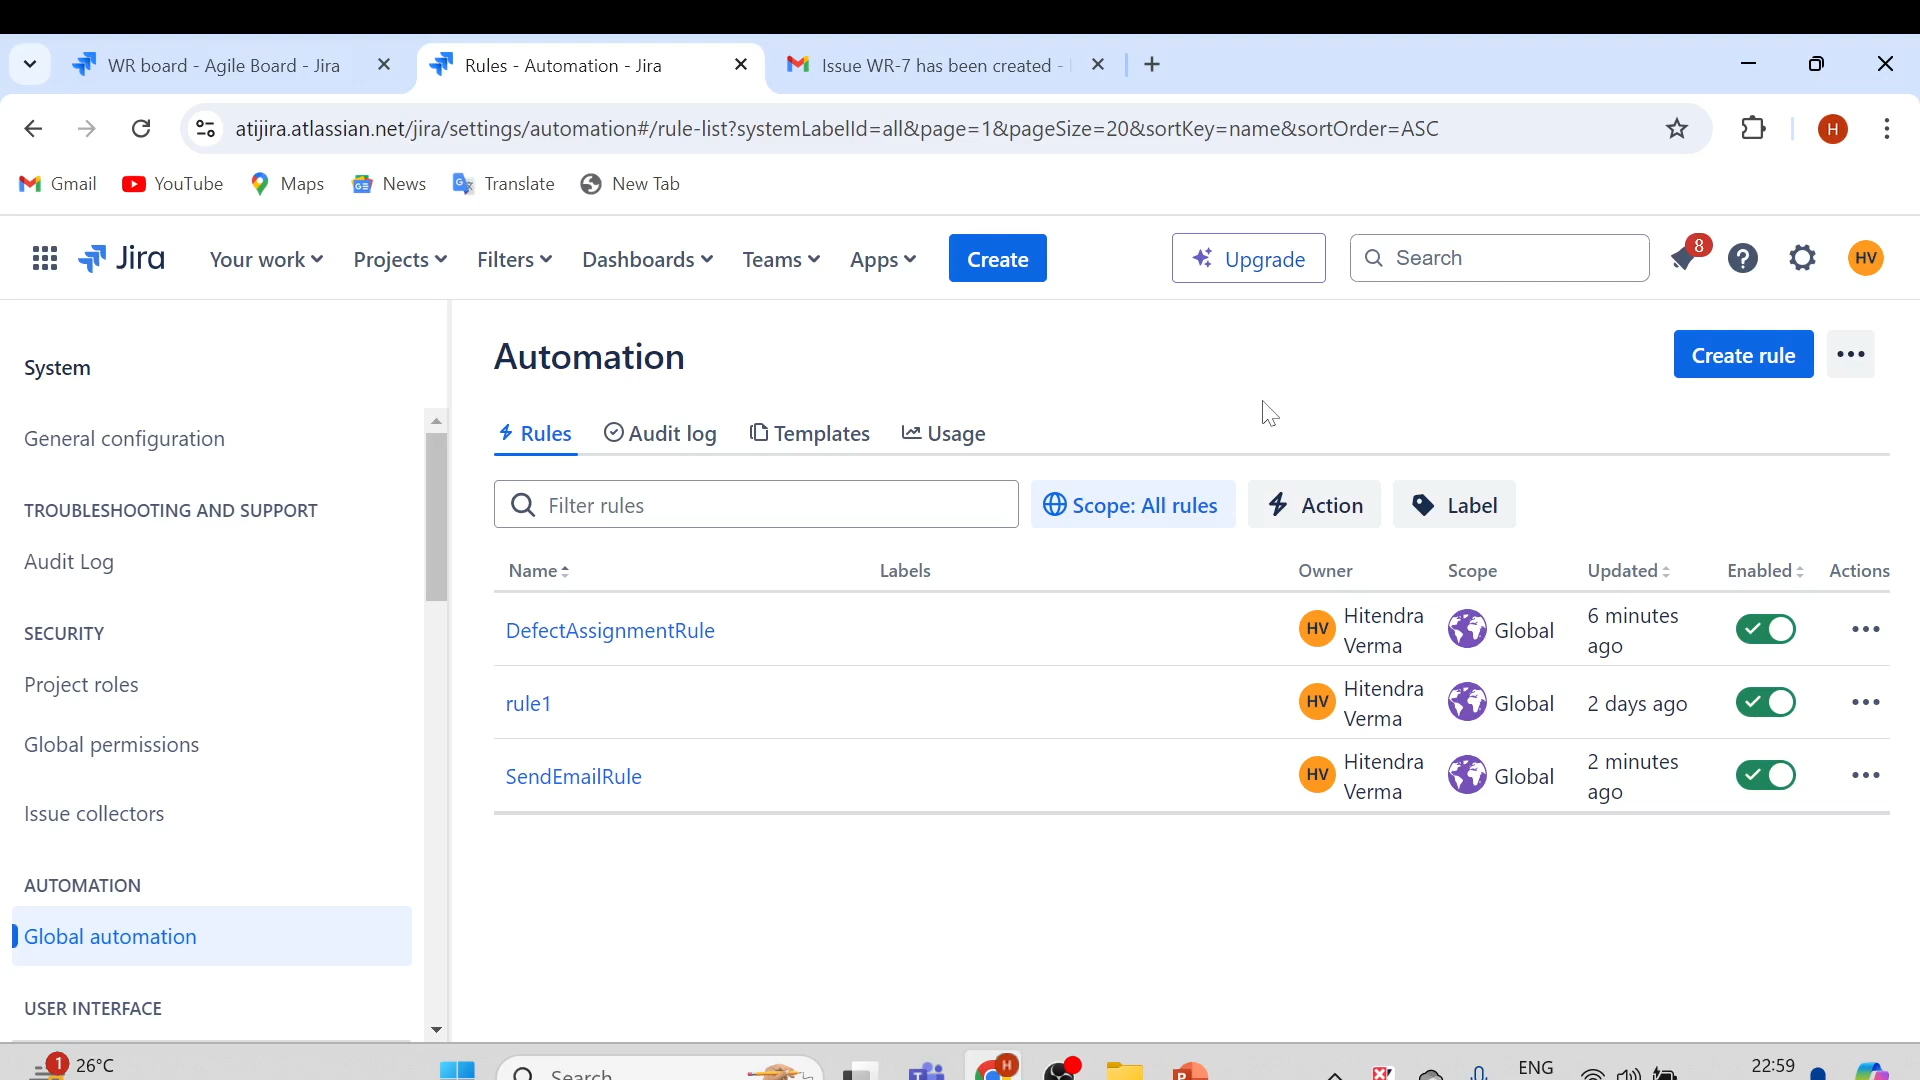 WR board - Agile Board - Jira
Rules - Automation - Jira
Issue WR-7 has been created -
atijira.atlassian.net/jira/settings/automation#/rule-list?systemLabelId=all&page=1&pageSize=20&sortKey=name&sortOrder=ASC
H
Gmail
YouTube
Maps
News
Translate
New Tab
Jira
Your work
Projects
Filters
Dashboards
Teams
Apps
Create
Upgrade
Search
8
HV
System
General configuration
TROUBLESHOOTING AND SUPPORT
Audit Log
SECURITY
Project roles
Global permissions
Issue collectors
AUTOMATION
Global automation
USER INTERFACE
Automation
Create rule
Rules
Audit log
Templates
Usage
Filter rules
Scope: All rules
Action
Label
Name
Labels
Owner
Scope
Updated
Enabled
Actions
DefectAssignmentRule
HV
Hitendra
Verma
Global
6 minutes
ago
rule1
HV
Hitendra
Verma
Global
2 days ago
SendEmailRule
HV
Hitendra
Verma
Global
2 minutes
ago
1
26°C
Search
H
ENG
22:59